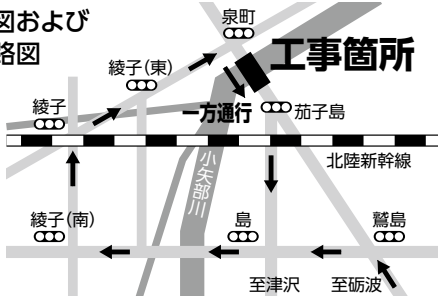 図および
路図
泉町
工事箇所
綾子（東）
一方通行
茄子島
綾子
北陸新幹線
小矢部川
綾子（南）
島
鷲島
至津沢
至砺波